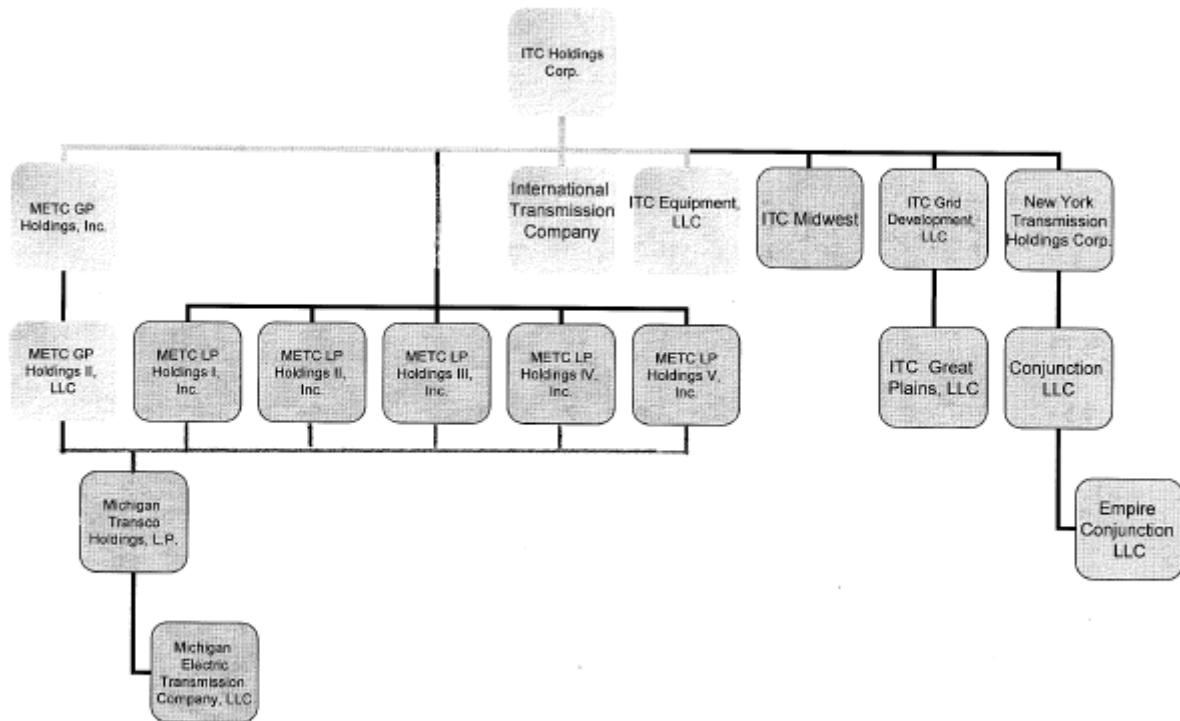 ITC Holdings
Corp.
METC GP
Holdings, Inc.
International
Transmission
Company
ITC Equipment,
LLC
ITC Midwest
ITC Grid
Development,
LLC
New York
Transmission
Holdings Corp.
METC GP
Holdings II,
LLC
METC LP
Holdings I,
Inc.
METC LP
Holdings II,
Inc.
METC LP
Holdings III,
Inc.
METC LP
Holdings IV,
Inc.
METC LP
Holdings V,
Inc.
ITC Great
Plains, LLC
Conjunction
LLC
Michigan
Transco
Holdings, L.P.
Empire
Conjunction
LLC
Michigan
Electric
Transmission
Company, LLC